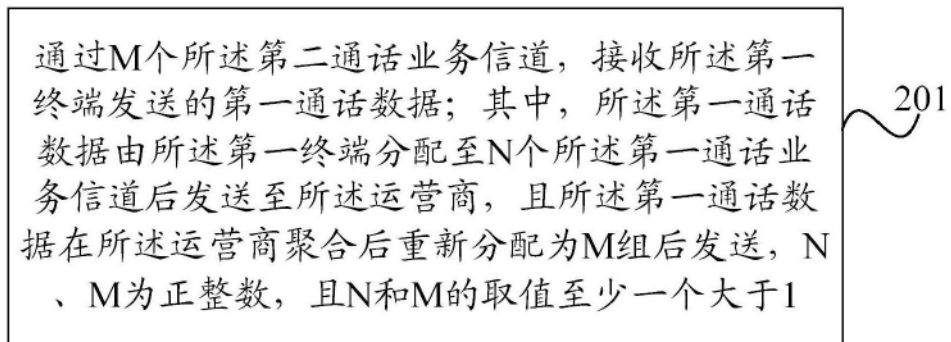 通过M个所述第二通话业务信道，接收所述第一
终端发送的第一通话数据；其中，所述第一通话
数据由所述第一终端分配至N个所述第一通话业
务信道后发送至所述运营商，且所述第一通话数
据在所述运营商聚合后重新分配为M组后发送，N
、M为正整数，且N和M的取值至少一个大于1
201